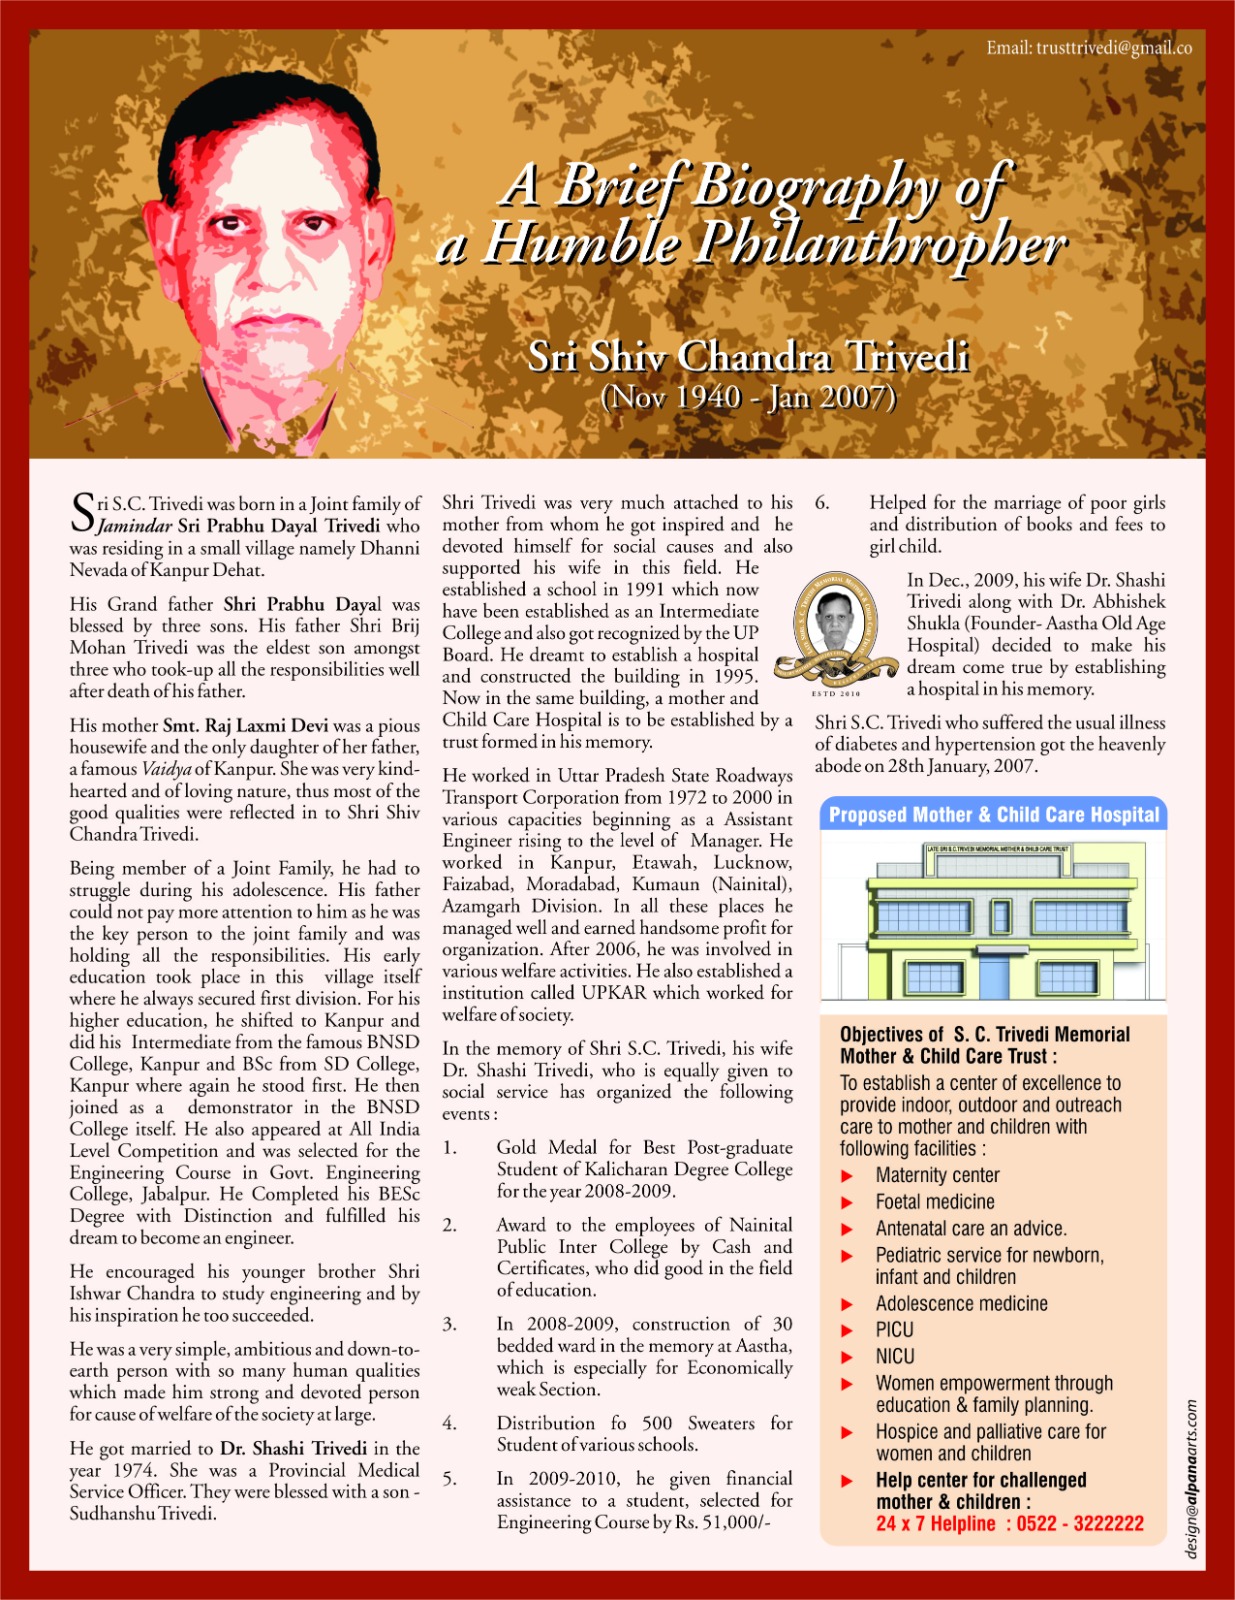 Email: trusttrivedi@gmail.co
A Brief Biography of
a Humble Philanthropher
Sri Shiv Chandra Trivedi
(Nov 1940 - Jan 2007)
Sri S.C. Trivedi was born in a Joint family of
Jamindar Sri Prabhu Dayal Trivedi who
was residing in a small village namely Dhanni
Nevada of Kanpur Dehat.
His Grand father Shri Prabhu Dayal was
blessed by three sons. His father Shri Brij
Mohan Trivedi was the eldest son amongst
three who took-up all the responsibilities well
after death of his father.
His mother Smt. Raj Laxmi Devi was a pious
housewife and the only daughter of her father,
a famous Vaidya of Kanpur. She was very kind-
hearted and of loving nature, thus most of the
good qualities were reflected in to Shri Shiv
Chandra Trivedi.
Being member of a Joint Family, he had to
struggle during his adolescence. His father
could not pay more attention to him as he was
the key person to the joint family and was
holding all the responsibilities. His early
education took place in this village itself
where he always secured first division. For his
higher education, he shifted to Kanpur and
did his Intermediate from the famous BNSD
College, Kanpur and BSc from SD College,
Kanpur where again he stood first. He then
joined as a demonstrator in the BNSD
College itself. He also appeared at All India
Level Competition and was selected for the
Engineering Course in Govt. Engineering
College, Jabalpur. He Completed his BESc
Degree with Distinction and fulfilled his
dream to become an engineer.
He encouraged his younger brother Shri
Ishwar Chandra to study engineering and by
his inspiration he too succeeded.
He was a very simple, ambitious and down-to-
earth person with so many human qualities
which made him strong and devoted person
for cause of welfare of the society at large.
He got married to Dr. Shashi Trivedi in the
year 1974. She was a Provincial Medical
Service Officer. They were blessed with a son -
Sudhanshu Trivedi.
Shri Trivedi was very much attached to his
mother from whom he got inspired and he
devoted himself for social causes and also
supported his wife in this field. He
established a school in 1991 which now
have been established as an Intermediate
College and also got recognized by the UP
Board. He dreamt to establish a hospital
and constructed the building in 1995.
Now in the same building, a mother and
Child Care Hospital is to be established by a
trust formed in his memory.
He worked in Uttar Pradesh State Roadways
Transport Corporation from 1972 to 2000 in
various capacities beginning as a Assistant
Engineer rising to the level of Manager. He
worked in Kanpur, Etawah, Lucknow,
Faizabad, Moradabad, Kumaun (Nainital),
Azamgarh Division. In all these places he
managed well and earned handsome profit for
organization. After 2006, he was involved in
various welfare activities. He also established a
institution called UPKAR which worked for
welfare of society.
In the memory of Shri S.C. Trivedi, his wife
Dr. Shashi Trivedi, who is equally given to
social service has organized the following
events :
1. Gold Medal for Best Post-graduate
Student of Kalicharan Degree College
for the year 2008-2009.
2. Award to the employees of Nainital
Public Inter College by Cash and
Certificates, who did good in the field
of education.
3. In 2008-2009, construction of 30
bedded ward in the memory at Aastha,
which is especially for Economically
weak Section.
4. Distribution fo 500 Sweaters for
Student of various schools.
5. In 2009-2010, he given financial
assistance to a student, selected for
Engineering Course by Rs. 51,000/-
6. Helped for the marriage of poor girls
and distribution of books and fees to
girl child.
ESTD 2010
In Dec., 2009, his wife Dr. Shashi
Trivedi along with Dr. Abhishek
Shukla (Founder- Aastha Old Age
Hospital) decided to make his
dream come true by establishing
a hospital in his memory.
Shri S.C. Trivedi who suffered the usual illness
of diabetes and hypertension got the heavenly
abode on 28th January, 2007.
Proposed Mother & Child Care Hospital
LATE SRI S.C.TRIVEDI MEMORIAL MOTHER & CHILD CARE TRUST
Objectives of S. C. Trivedi Memorial
Mother & Child Care Trust :
To establish a center of excellence to
provide indoor, outdoor and outreach
care to mother and children with
following facilities :
Maternity center
Foetal medicine
Antenatal care an advice.
Pediatric service for newborn,
infant and children
Adolescence medicine
PICU
NICU
Women empowerment through
education & family planning.
Hospice and palliative care for
women and children
Help center for challenged
mother & children :
24 x 7 Helpline : 0522 - 3222222
design@alpanaarts.com